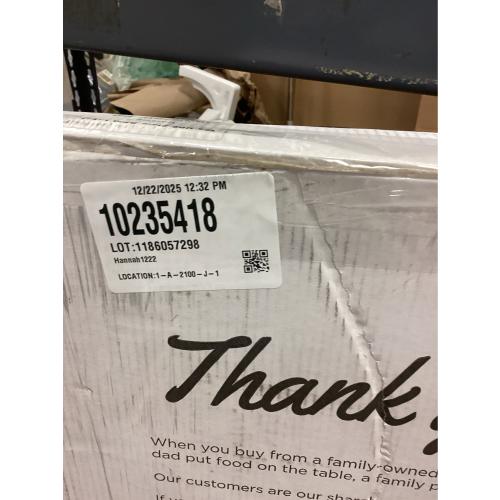 12/22/2025 12:32 PM
10235418
LOT:1186057298
Hannah1222
LOCATION:1-A-2100-J-1
Thank
When you buy from a family-owned
dad put food on the table, a family
Our customers are our